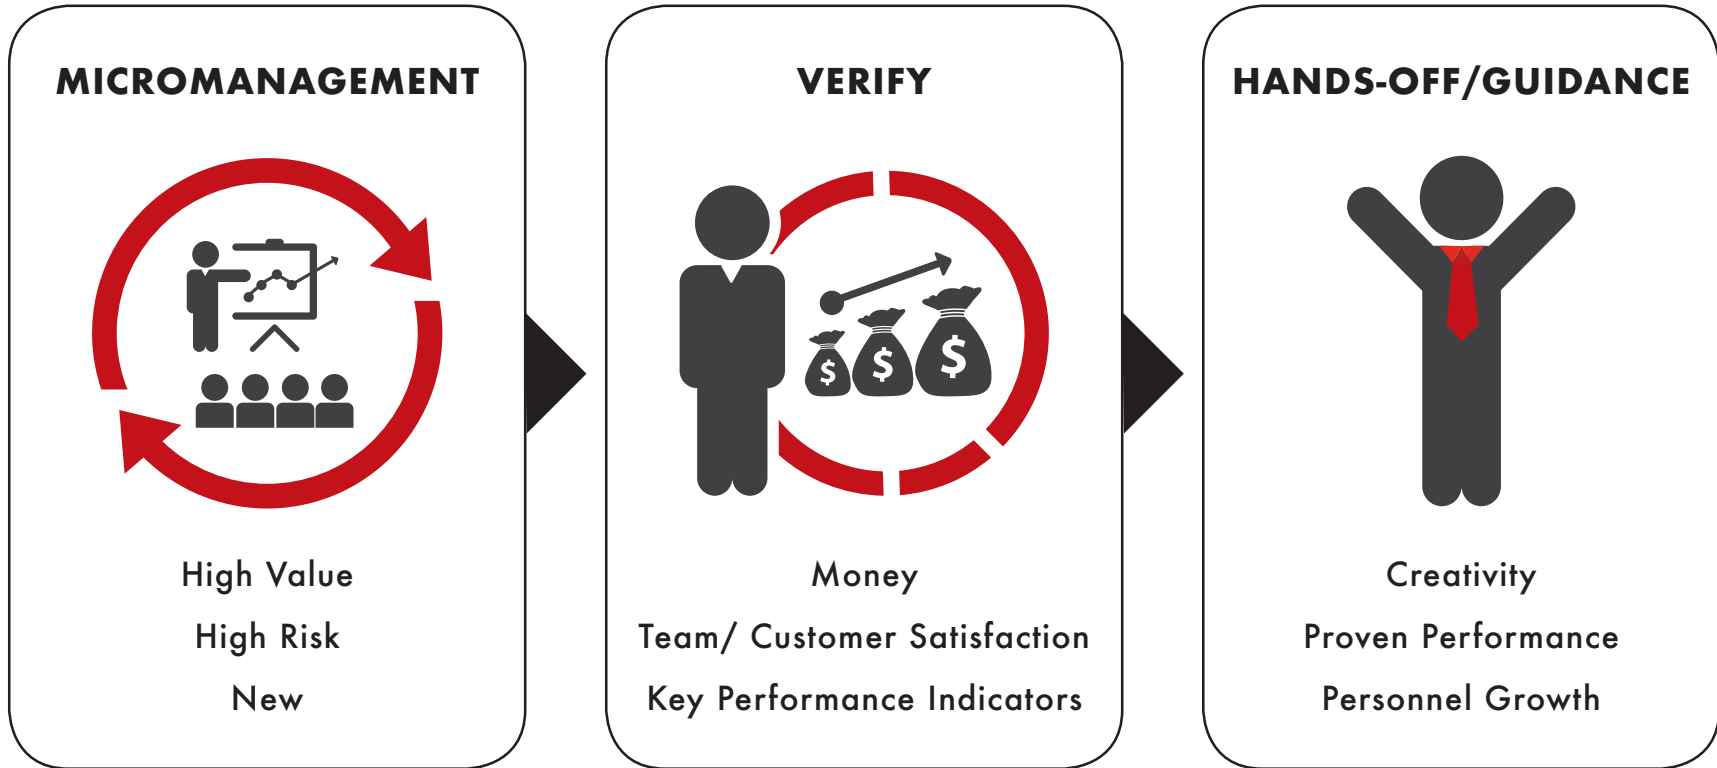 MICROMANAGEMENT
High Value
High Risk
New
VERIFY
$ $ $
Money
Team/ Customer Satisfaction
Key Performance Indicators
HANDS-OFF/GUIDANCE
Creativity
Proven Performance
Personnel Growth